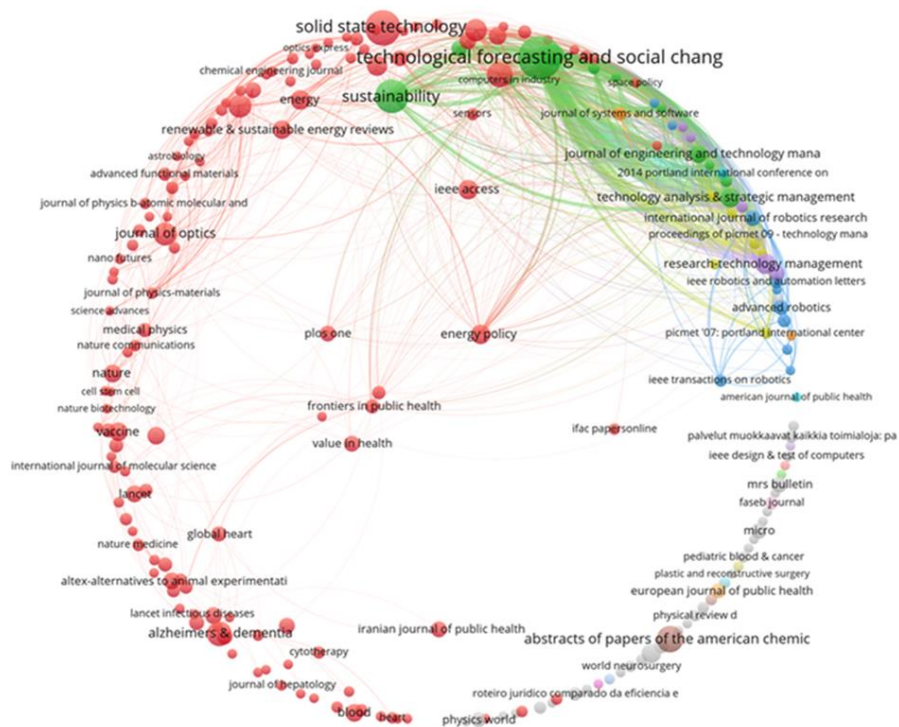 solid state technology
optics express
technological forecasting and social chang
chemical engineering journal
computers in industry
space policy
energy
sustainability
sensors
journal of systems and software
renewable & sustainable energy reviews
astrobiology
journal of engineering and technology mana
advanced functional materials
2014 portland international conference on
ieee access
technology analysis & strategic management
journal of physics b-atomic molecular and
international journal of robotics research
journal of optics
proceedings of picmet 09 - technology mana
nano futures
research-technology management
ieee robotics and automation letters
journal of physics-materials
science advances
advanced robotics
medical physics
plos one
energy policy
picmet '07: portland international center
nature communications
nature
ieee transactions on robotics
cell stem cell
american journal of public health
nature biotechnology
frontiers in public health
vaccine
ifac papersonline
palvelut muokkaavat kaikkia toimialoja: pa
value in health
ieee design & test of computers
international journal of molecular science
mrs bulletin
lancet
faseb journal
global heart
micro
nature medicine
pediatric blood & cancer
plastic and reconstructive surgery
altex-alternatives to animal experimentati
european journal of public health
lancet infectious diseases
physical review d
alzheimers & dementia
iranian journal of public health
abstracts of papers of the american chemic
cytotherapy
world neurosurgery
journal of hepatology
roteiro juridico comparado da eficiencia e
blood
heart
physics world